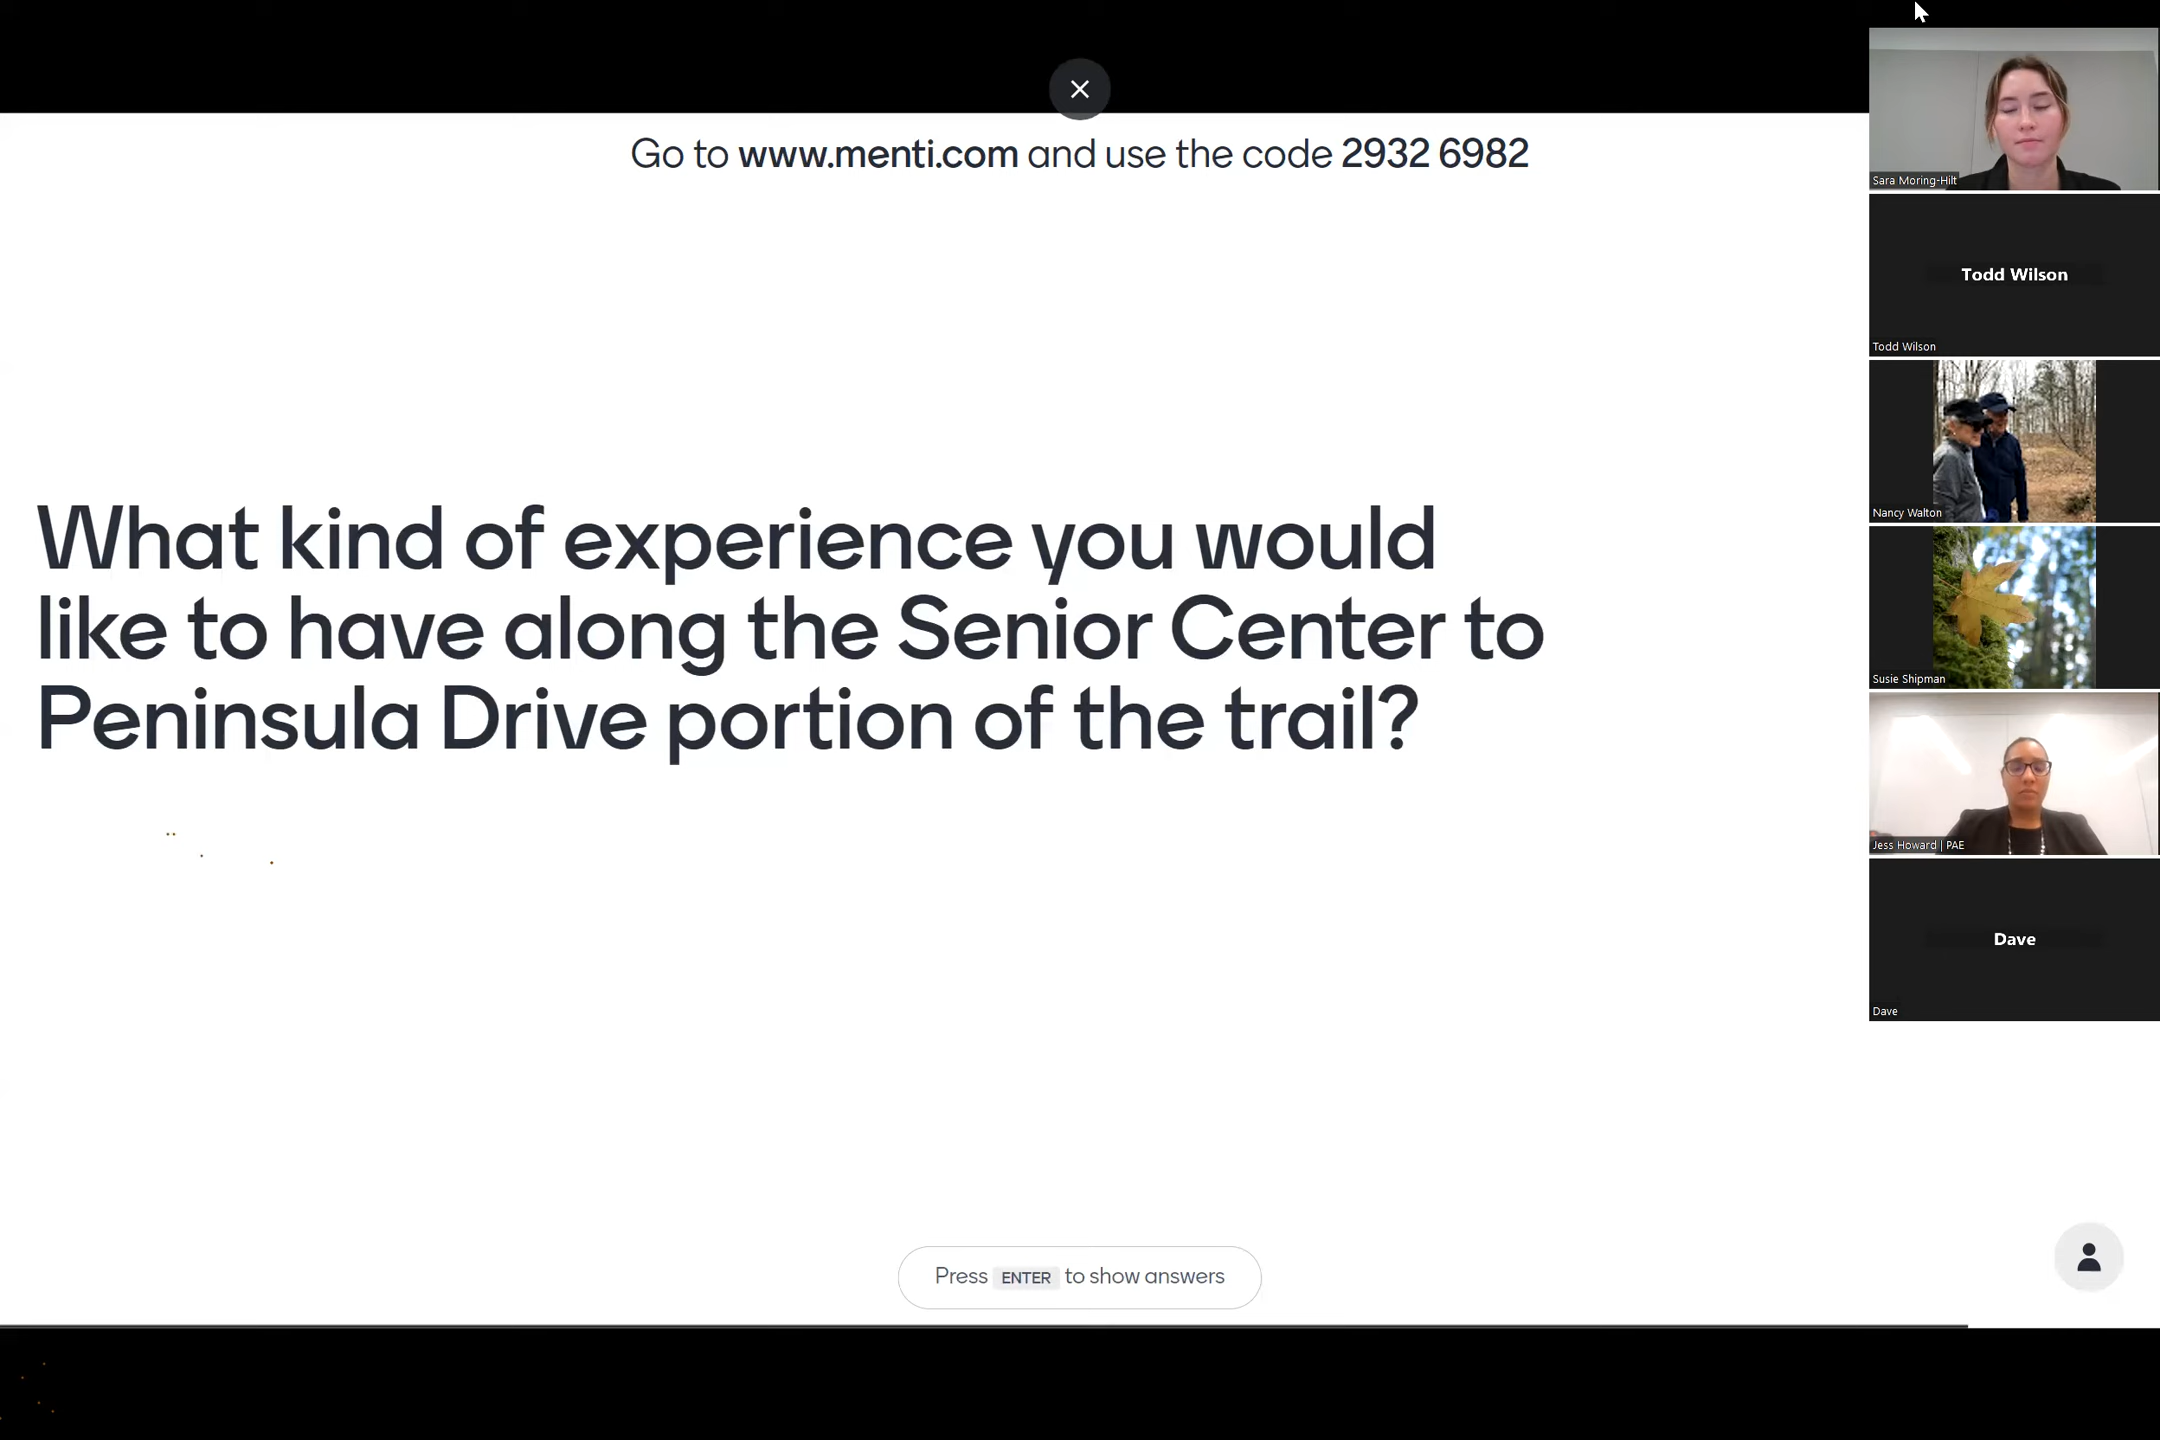 Go to www.menti.com and use the code 2932 6982
What kind of experience you would
like to have along the Senior Center to
Peninsula Drive portion of the trail?
Press ENTER to show answers
Sara Moring-Hilt
Todd Wilson
Todd Wilson
Nancy Walton
Susie Shipman
Jess Howard | PAE
Dave
Dave